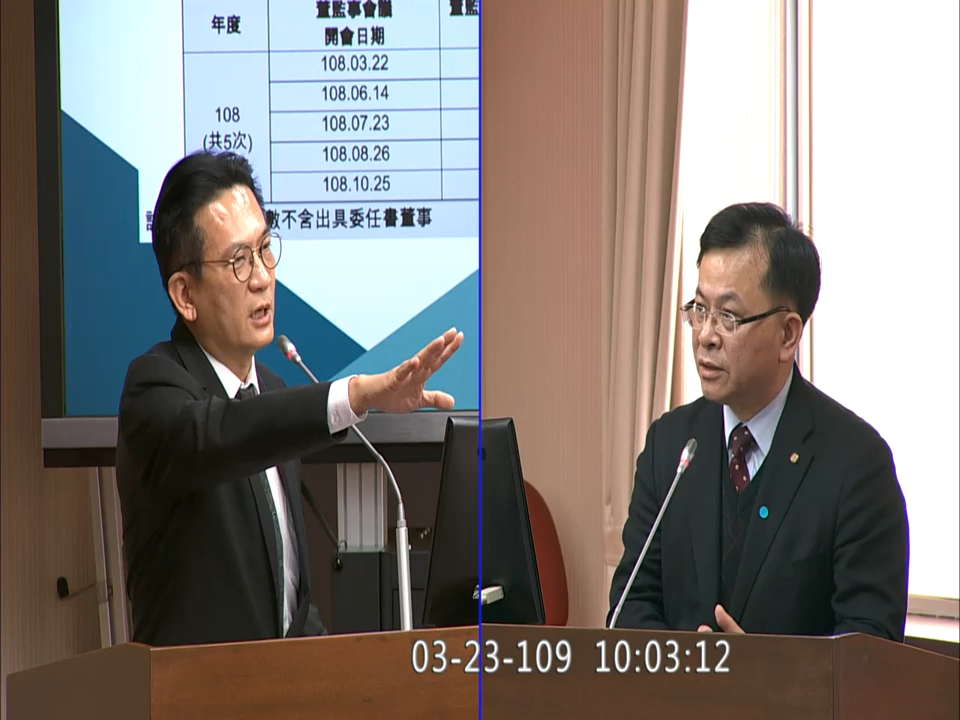 年度
董監事會議
開會日期
董監
108
(共5次)
108.03.22
108.06.14
108.07.23
108.08.26
108.10.25
數不含出具委任書董事
03-23-109 10:03:12